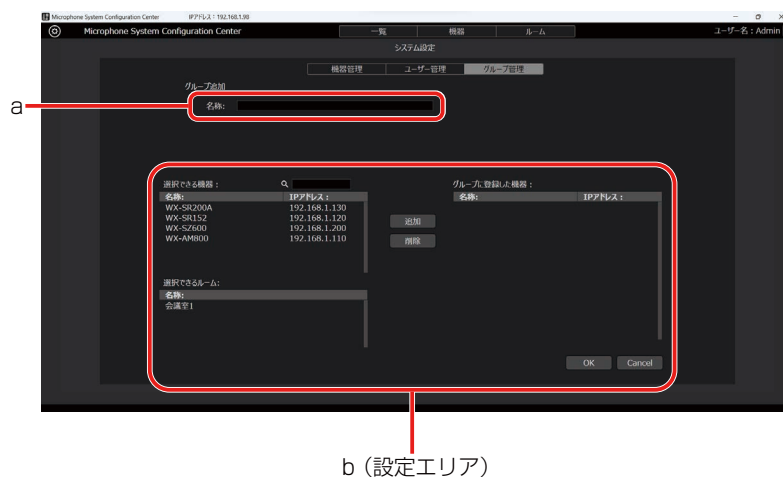 Microphone System Configuration Center IPアドレス：192.168.1.98
Microphone System Configuration Center 一覧 機器 ルーム ユーザー名：Admin
システム設定
機器管理 ユーザー管理 グループ管理
グループ追加
a
名称:
選択できる機器： グループに登録した機器：
名称: IPアドレス： 名称: IPアドレス：
WX-SR200A 192.168.1.130
WX-SR152 192.168.1.120 追加
WX-SZ600 192.168.1.200
WX-AM800 192.168.1.110 削除
選択できるルーム:
名称:
会議室1
OK Cancel
b（設定エリア）